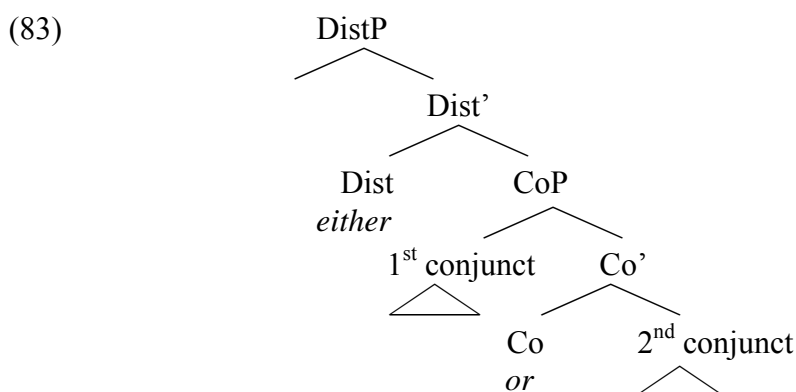 (83) DistP
Dist’
Dist CoP
either
1st conjunct Co’
Co 2nd conjunct
or